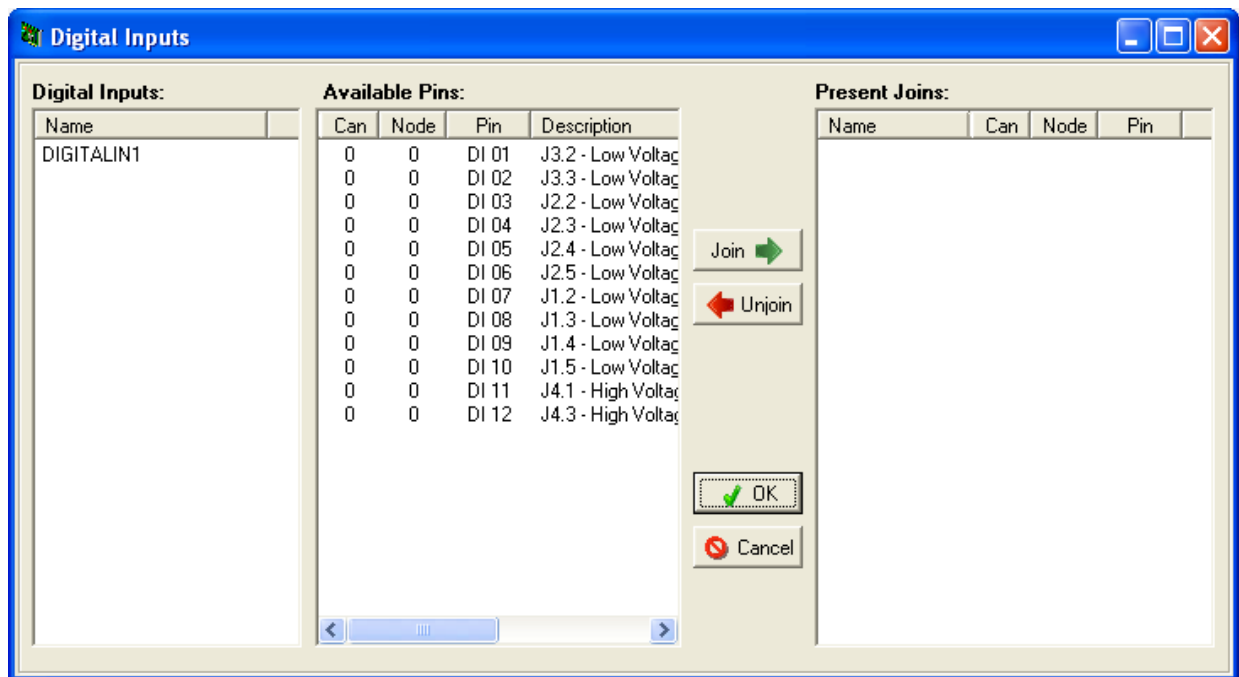 Digital Inputs
Digital Inputs: Available Pins: Present Joins:
Name Can Node Pin Description Name Can Node Pin
DIGITALIN1 0 0 DI 01 J3.2 - Low Voltag
0 0 DI 02 J3.3 - Low Voltag
0 0 DI 03 J2.2 - Low Voltag
0 0 DI 04 J2.3 - Low Voltag
0 0 DI 05 J2.4 - Low Voltag
0 0 DI 06 J2.5 - Low Voltag
0 0 DI 07 J1.2 - Low Voltag
0 0 DI 08 J1.3 - Low Voltag
0 0 DI 09 J1.4 - Low Voltag
0 0 DI 10 J1.5 - Low Voltag
0 0 DI 11 J4.1 - High Voltag
0 0 DI 12 J4.3 - High Voltag
Join
Unjoin
OK
Cancel